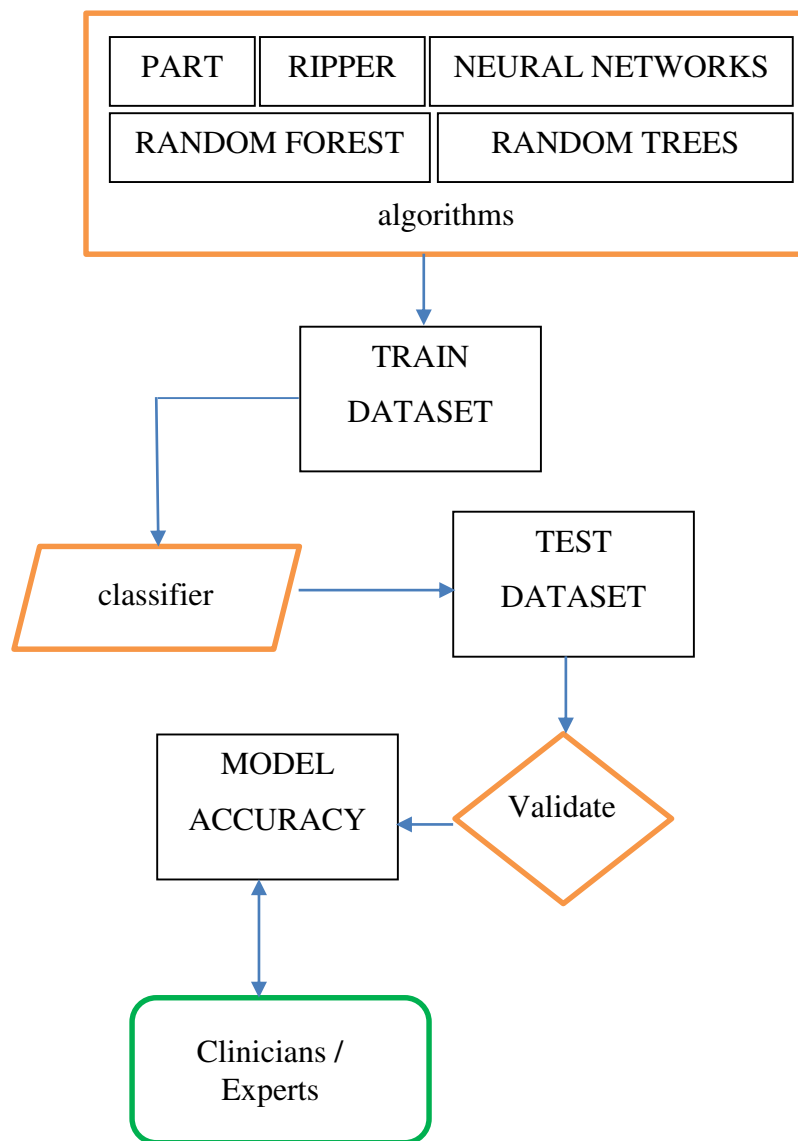 PART RIPPER NEURAL NETWORKS
RANDOM FOREST RANDOM TREES
algorithms
TRAIN
DATASET
classifier
TEST
DATASET
Validate
MODEL
ACCURACY
Clinicians /
Experts